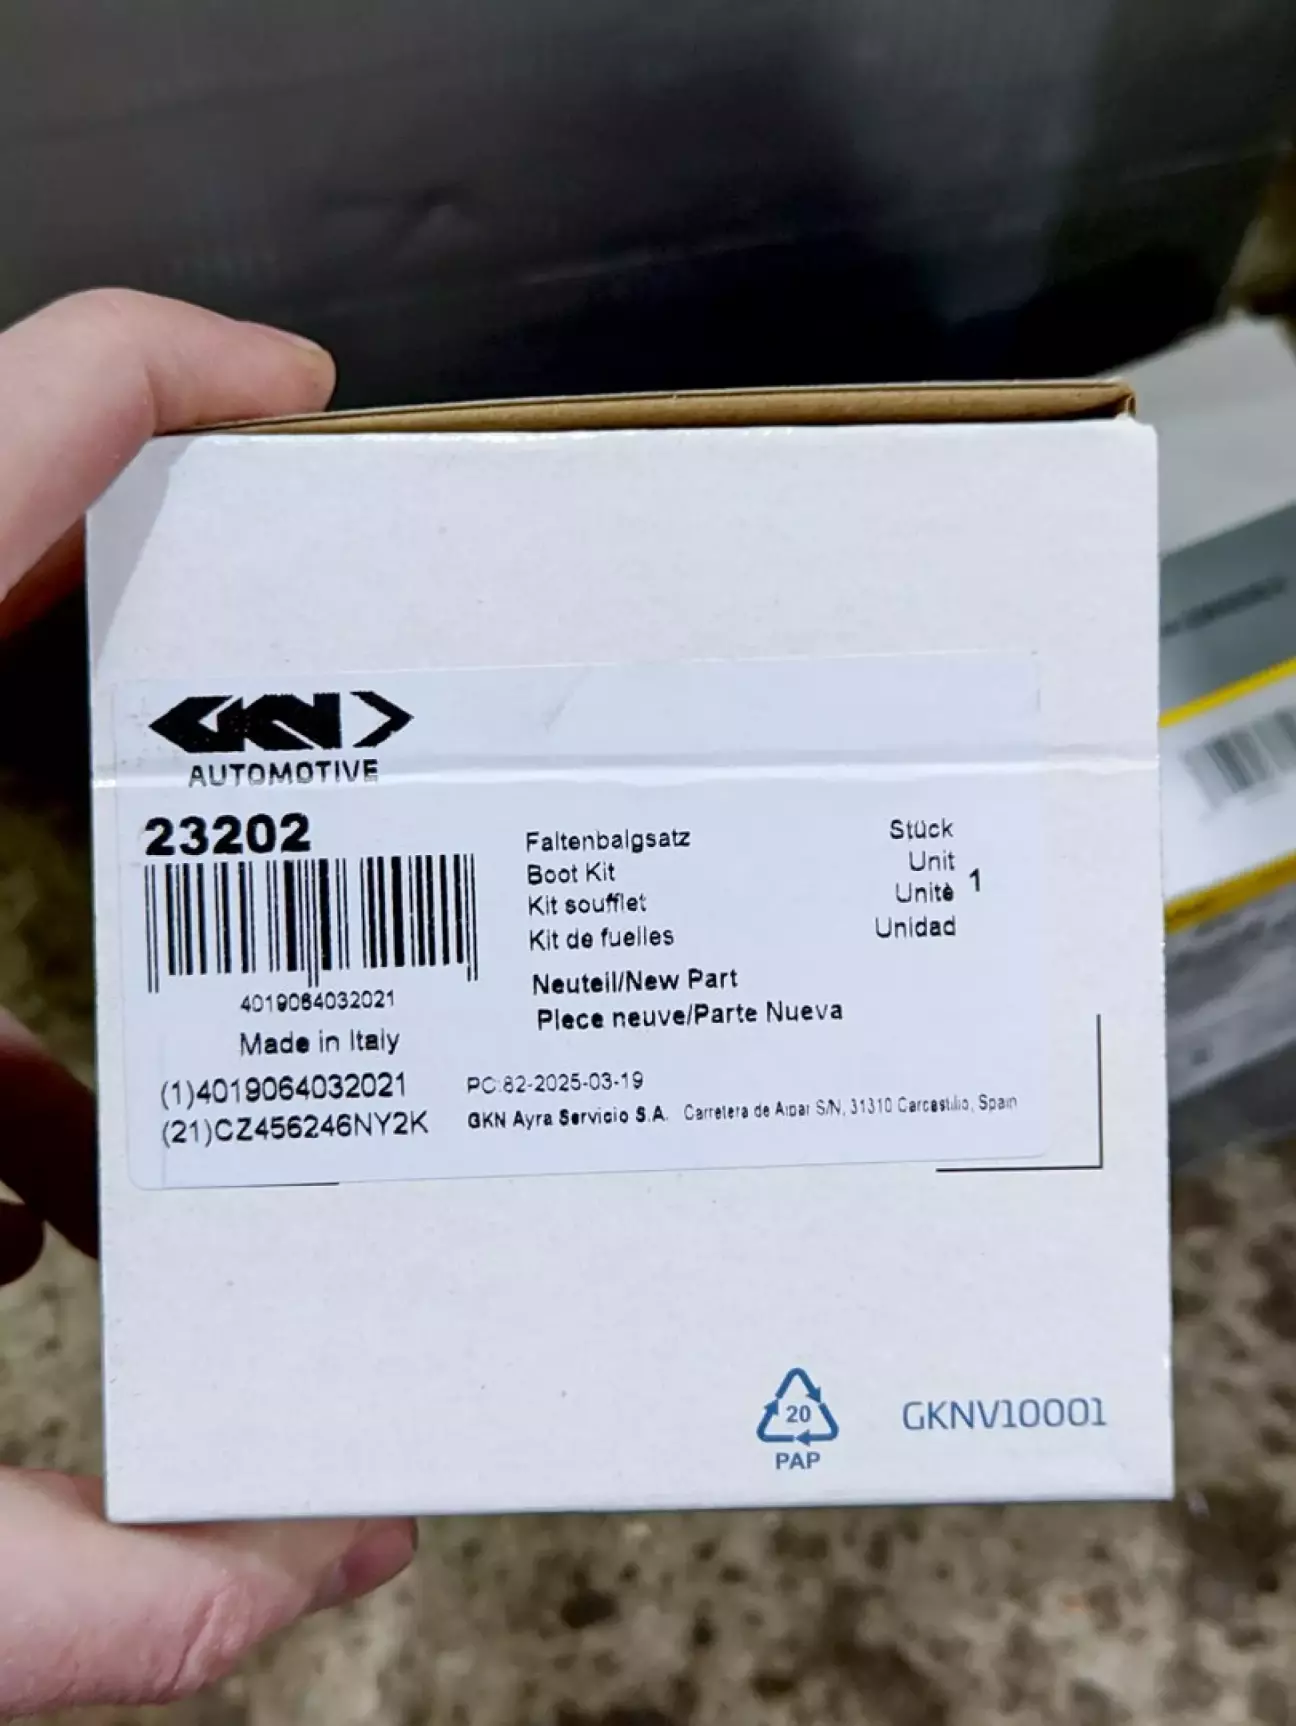 GKN
AUTOMOTIVE
23202
4019064032021
Made in Italy
(1)4019064032021
(21)CZ456246NY2K
Faltenbalgsatz
Boot Kit
Kit soufflet
Kit de fuelles
Stück
Unit
Unitè
Unidad
1
Neuteil/New Part
Piece neuve/Parte Nueva
PC:82-2025-03-19
GKN Ayra Servicio S.A. Carretera de S/N, 31310 Carcastillo, Spain
20
PAP
GKNV10001